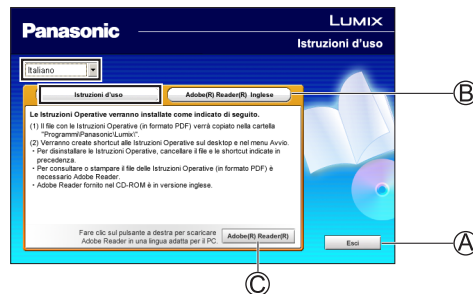 Panasonic
LUMIX
Istruzioni d'uso
Italiano
Istruzioni d'uso
Adobe(R) Reader(R) Inglese
B
Le Istruzioni Operative verranno installate come indicato di seguito.
(1) Il file con le Istruzioni Operative (in formato PDF) verrà copiato nella cartella
"Programmi\Panasonic\Lumix\".
(2) Verranno create shortcut alle Istruzioni Operative sul desktop e nel menu Avvio.
・Per disinstallare le Istruzioni Operative, cancellare il file e le shortcut indicate in
precedenza.
・Per consultare o stampare il file delle Istruzioni Operative (in formato PDF) è
necessario Adobe Reader.
・Adobe Reader fornito nel CD-ROM è in versione inglese.
Fare clic sul pulsante a destra per scaricare
Adobe Reader in una lingua adatta per il PC.
Adobe(R) Reader(R)
Esci
A
C